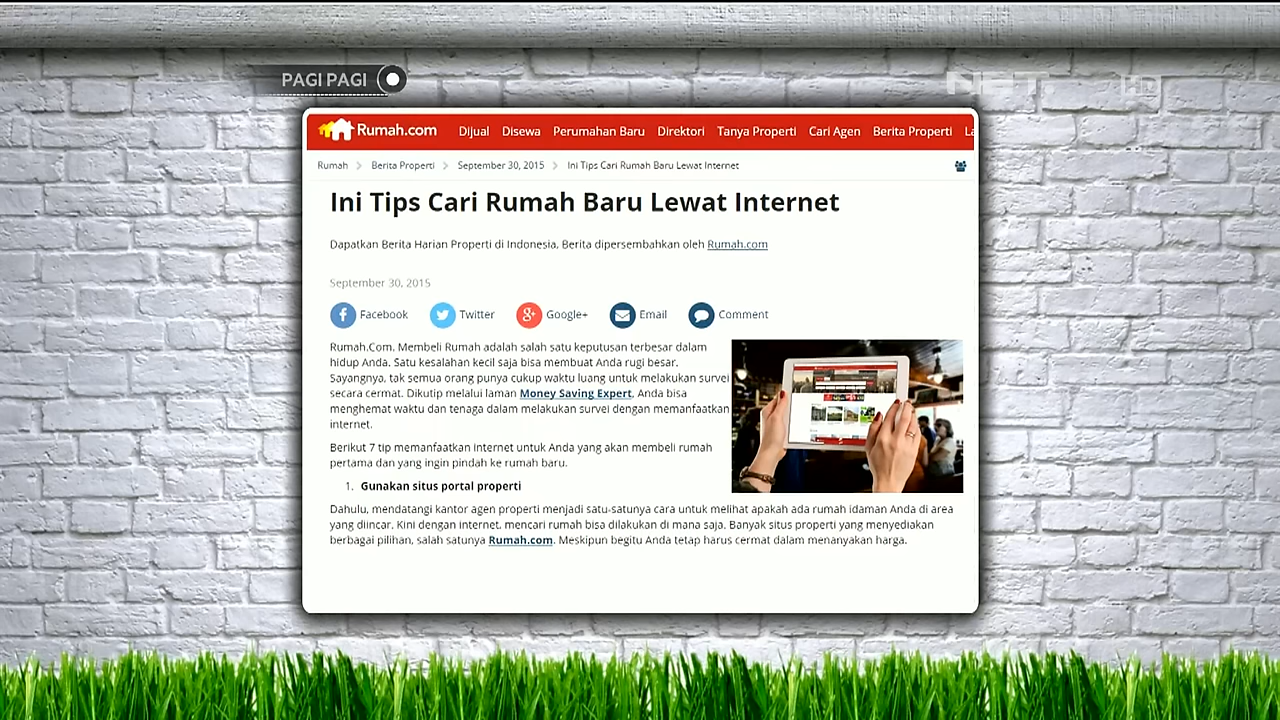 PAGI PAGI
NET.
HD
Rumah.com
Dijual Disewa Perumahan Baru Direktori Tanya Properti Cari Agen Berita Properti La
Rumah > Berita Properti > September 30, 2015 > Ini Tips Cari Rumah Baru Lewat Internet
Ini Tips Cari Rumah Baru Lewat Internet
Dapatkan Berita Harian Properti di Indonesia, Berita dipersembahkan oleh Rumah.com
September 30, 2015
Facebook Twitter Google+ Email Comment
Rumah.Com. Membeli Rumah adalah salah satu keputusan terbesar dalam
hidup Anda. Satu kesalahan kecil saja bisa membuat Anda rugi besar.
Sayangnya, tak semua orang punya cukup waktu luang untuk melakukan survei
secara cermat. Dikutip melalui laman Money Saving Expert, Anda bisa
menghemat waktu dan tenaga dalam melakukan survei dengan memanfaatkan
internet.
Berikut 7 tip memanfaatkan internet untuk Anda yang akan membeli rumah
pertama dan yang ingin pindah ke rumah baru.
1. Gunakan situs portal properti
Dahulu, mendatangi kantor agen properti menjadi satu-satunya cara untuk melihat apakah ada rumah idaman Anda di area
yang diincar. Kini dengan internet, mencari rumah bisa dilakukan di mana saja. Banyak situs properti yang menyediakan
berbagai pilihan, salah satunya Rumah.com. Meskipun begitu Anda tetap harus cermat dalam menanyakan harga.